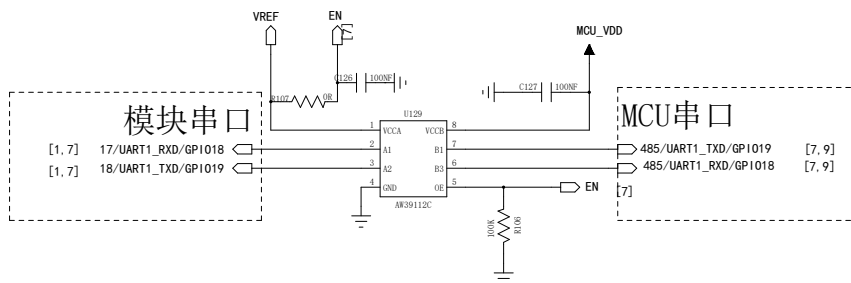 VREF
EN
[7]
MCU_VDD
C126
100NF
C127
100NF
R107
0R
模块串口
MCU串口
U129
1
VCCA
VCCB
8
[1,7]
17/UART1_RXD/GPIO18
2
A1
B1
7
485/UART1_TXD/GPIO19
[7,9]
[1,7]
18/UART1_TXD/GPIO19
3
A2
B3
6
485/UART1_RXD/GPIO18
[7,9]
4
GND
OE
5
EN
[7]
AW39112C
100K
R106